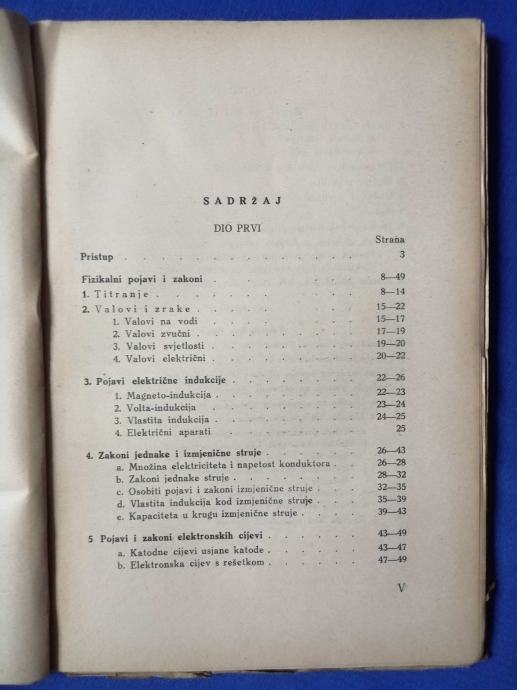 SADRŽAJ
DIO PRVI
Strana
Pristup . . . . . . . . . . . . 3
Fizikalni pojavi i zakoni . . . . . . . 8—49
1. Titranje . . . . . . . . . 8—14
2. Valovi i zrake . . . . . . . . 15—22
1. Valovi na vodi . . . . . . . 15—17
2. Valovi zvučni . . . . . . . . 17—19
3. Valovi svjetlosti . . . . . . . 19—20
4. Valovi električni . . . . . . . 20—22
3. Pojavi električne indukcije . . . . . . 22—26
1. Magneto-indukcija . . . . . . . 22—23
2. Volta-indukcija . . . . . . . 23—24
3. Vlastita indukcija . . . . . . . 24—25
4. Električni aparati . . . . . . . 25
4. Zakoni jednake i izmjenične struje . . . . . 26—43
a. Množina elektriciteta i napetost konduktora . . 26—28
b. Zakoni jednake struje . . . . . . 28—32
c. Osobiti pojavi i zakoni izmjenične struje . . . 32—35
d. Vlastita indukcija kod izmjenične struje . . . 35—39
e. Kapaciteta u krugu izmjenične struje . . . . 39—43
5 Pojavi i zakoni elektronskih cijevi . . . . . 43—49
a. Katodne cijevi usjane katode . . . . . 43—47
b. Elektronska cijev s rešetkom . . . . . 47—49
V